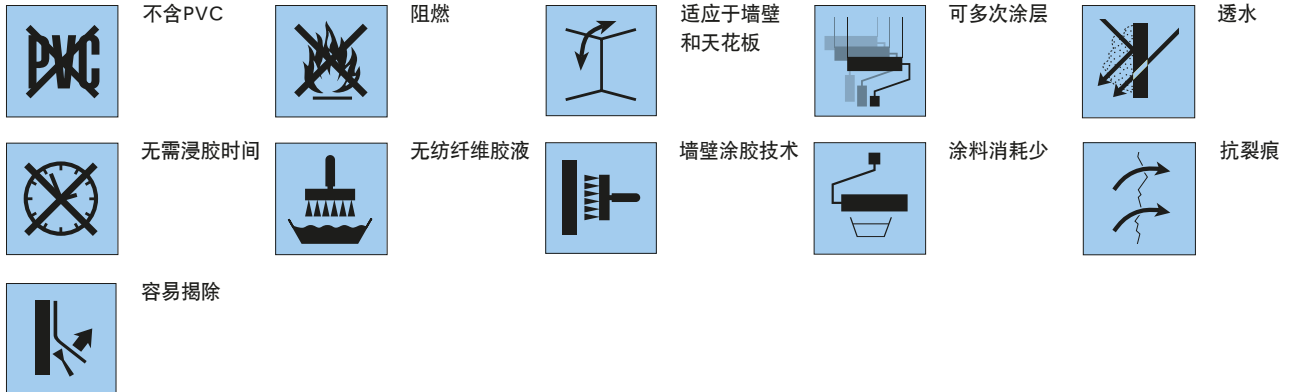 PVC
不含PVC
阻燃
适应于墙壁
和天花板
可多次涂层
透水
无需浸胶时间
无纺纤维胶液
墙壁涂胶技术
涂料消耗少
抗裂痕
容易揭除